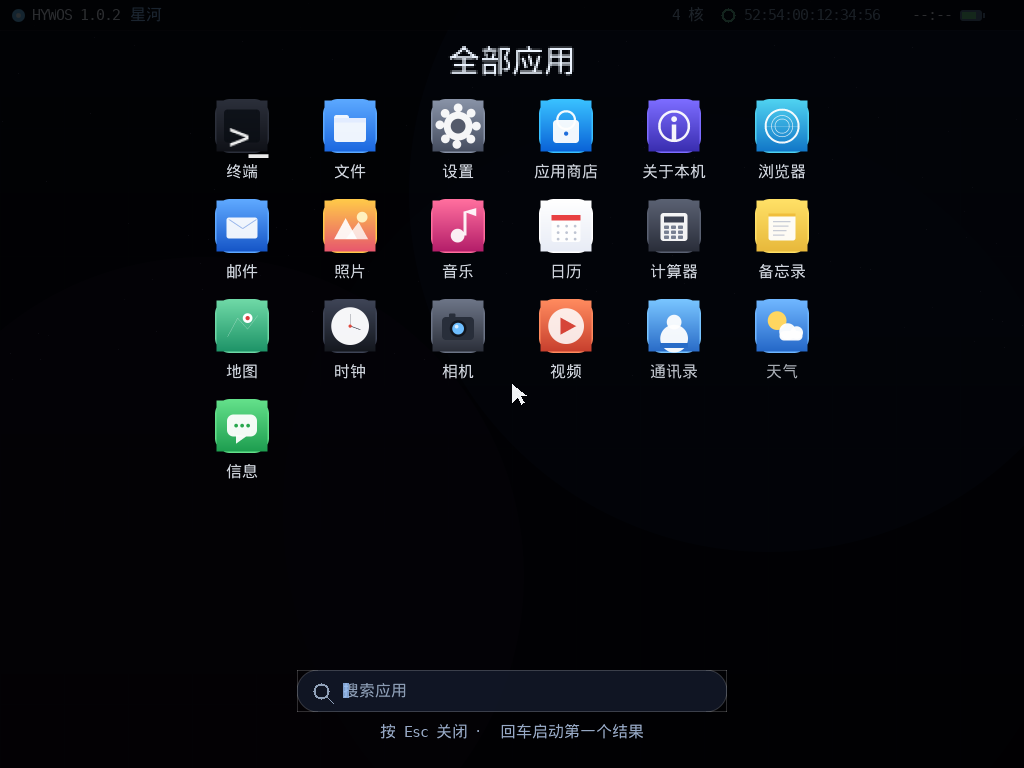 HYWOS 1.0.2 星河 4 核 52:54:00:12:34:56 --:--
全部应用
>_
终端 文件 设置 应用商店 关于本机 浏览器
邮件 照片 音乐 日历 计算器 备忘录
地图 时钟 相机 视频 通讯录 天气
信息
搜索应用
按 Esc 关闭 · 回车启动第一个结果